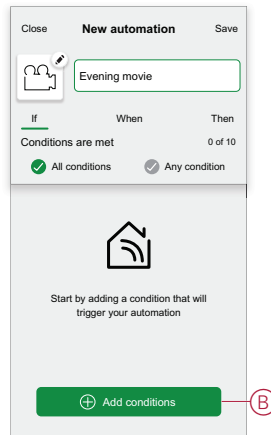 Close New automation Save
Evening movie
If When Then
Conditions are met 0 of 10
All conditions Any condition
Start by adding a condition that will
trigger your automation
Add conditions
B